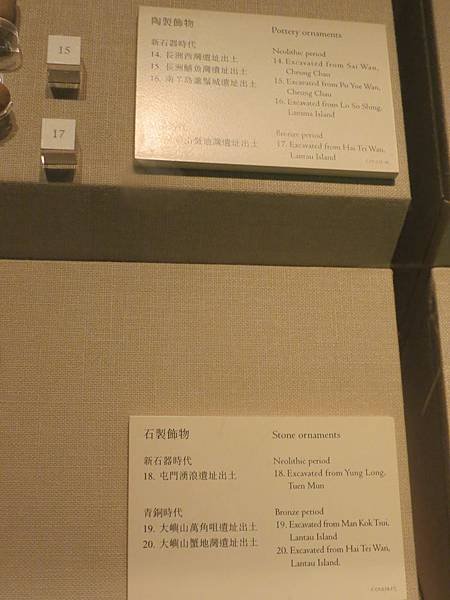 15
17
陶製飾物
Pottery ornaments
新石器時代
Neolithic period
14. 長洲西灣遺址出土
14. Excavated from Sai Wan,
Cheung Chau
15. 長洲鯆魚灣遺址出土
15. Excavated from Po Yue Wan,
Cheung Chau
16. 南丫島蘆鬚城遺址出土
16. Excavated from Lo So Shing,
Lamma Island
Bronze period
蟹地灣遺址出土
17. Excavated from Hai Tei Wan,
Lantau Island
石製飾物
Stone ornaments
新石器時代
Neolithic period
18. 屯門湧浪遺址出土
18. Excavated from Yung Long,
Tuen Mun
青銅時代
Bronze period
19. 大嶼山萬角咀遺址出土
19. Excavated from Man Kok Tsui,
Lantau Island
20. 大嶼山蟹地灣遺址出土
20. Excavated from Hai Tei Wan,
Lantau Island.